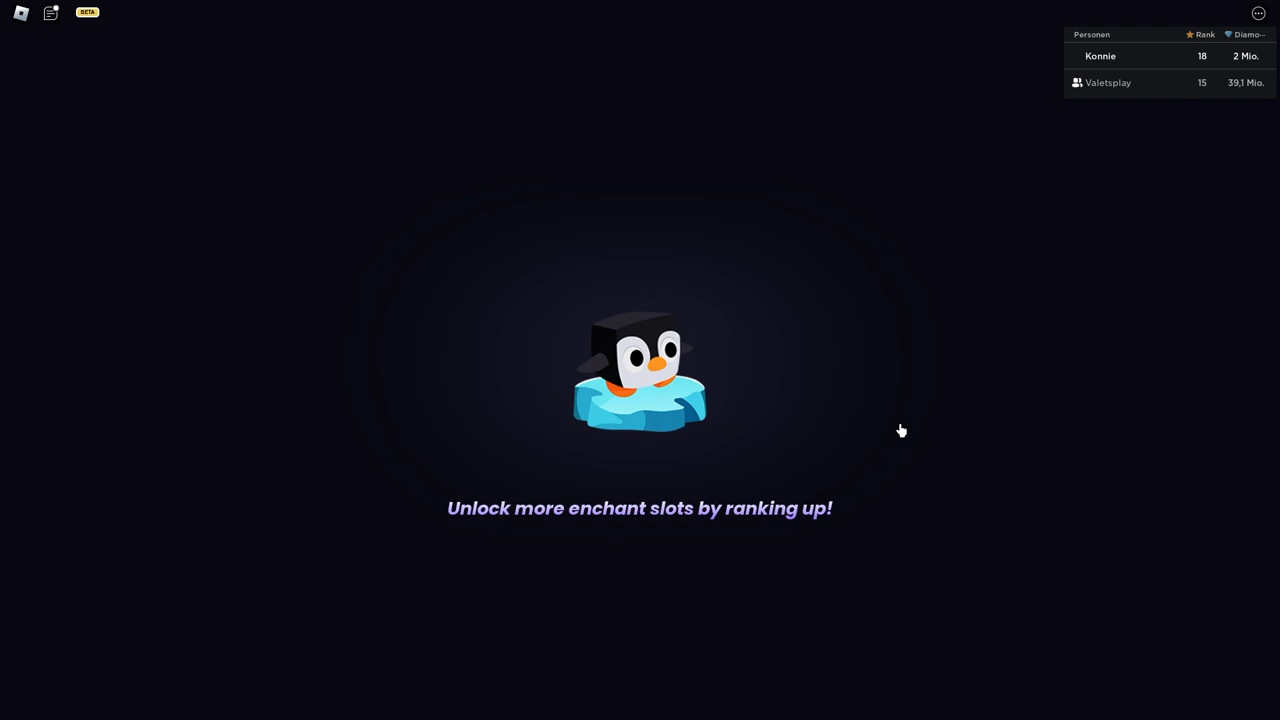 BETA
Personen Rank Diamo···
Konnie 18 2 Mio.
Valetsplay 15 39,1 Mio.
Unlock more enchant slots by ranking up!